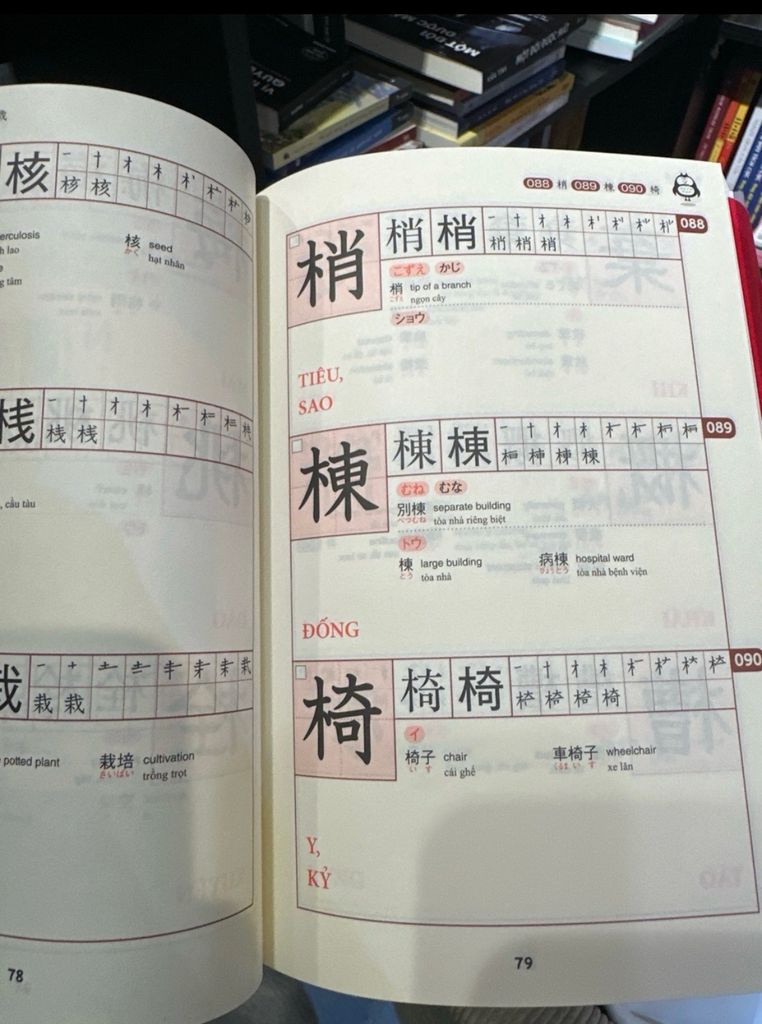 MỘT ĐỜI
ĐƯỢC
核
核 核
erculosis
h lao
g tâm
核 seed
かく hạt nhân
桟
桟 桟
, cầu tàu
栽
栽 栽
potted plant
栽培 cultivation
さいばい trồng trọt
78
088 梢 089 棟 090 椅
梢 梢 梢 088
梢 梢 梢
こずえ かじ
梢 tip of a branch
こずえ ngọn cây
ショウ
TIÊU,
SAO
棟 棟 棟 089
むね むな
別棟 separate building
べつむね tòa nhà riêng biệt
トウ
棟 large building
とう tòa nhà
病棟 hospital ward
びょうとう tòa nhà bệnh viện
ĐỐNG
椅 椅 椅 090
イ
椅子 chair
いす cái ghế
車椅子 wheelchair
くるまいす xe lăn
Y,
KỶ
79